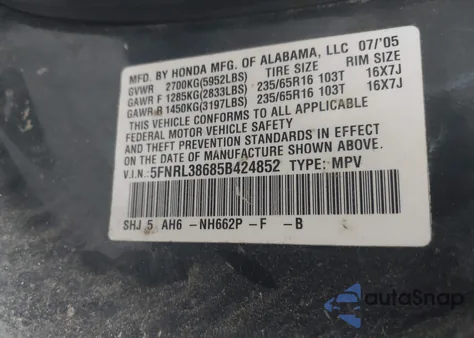 MFD. BY HONDA MFG. OF ALABAMA, LLC 07/'05
GVWR 2700KG(5952LBS) TIRE SIZE RIM SIZE
GAWR F 1285KG(2833LBS) 235/65R16 103T 16X7J
GAWR R 1450KG(3197LBS) 235/65R16 103T 16X7J
THIS VEHICLE CONFORMS TO ALL APPLICABLE
FEDERAL MOTOR VEHICLE SAFETY
AND THEFT PREVENTION STANDARDS IN EFFECT
ON THE DATE OF MANUFACTURE SHOWN ABOVE.
V.I.N.: 5FNRL38685B424852 TYPE: MPV
SHJ 5 AH6 -NH662P -F -B
autoSnap